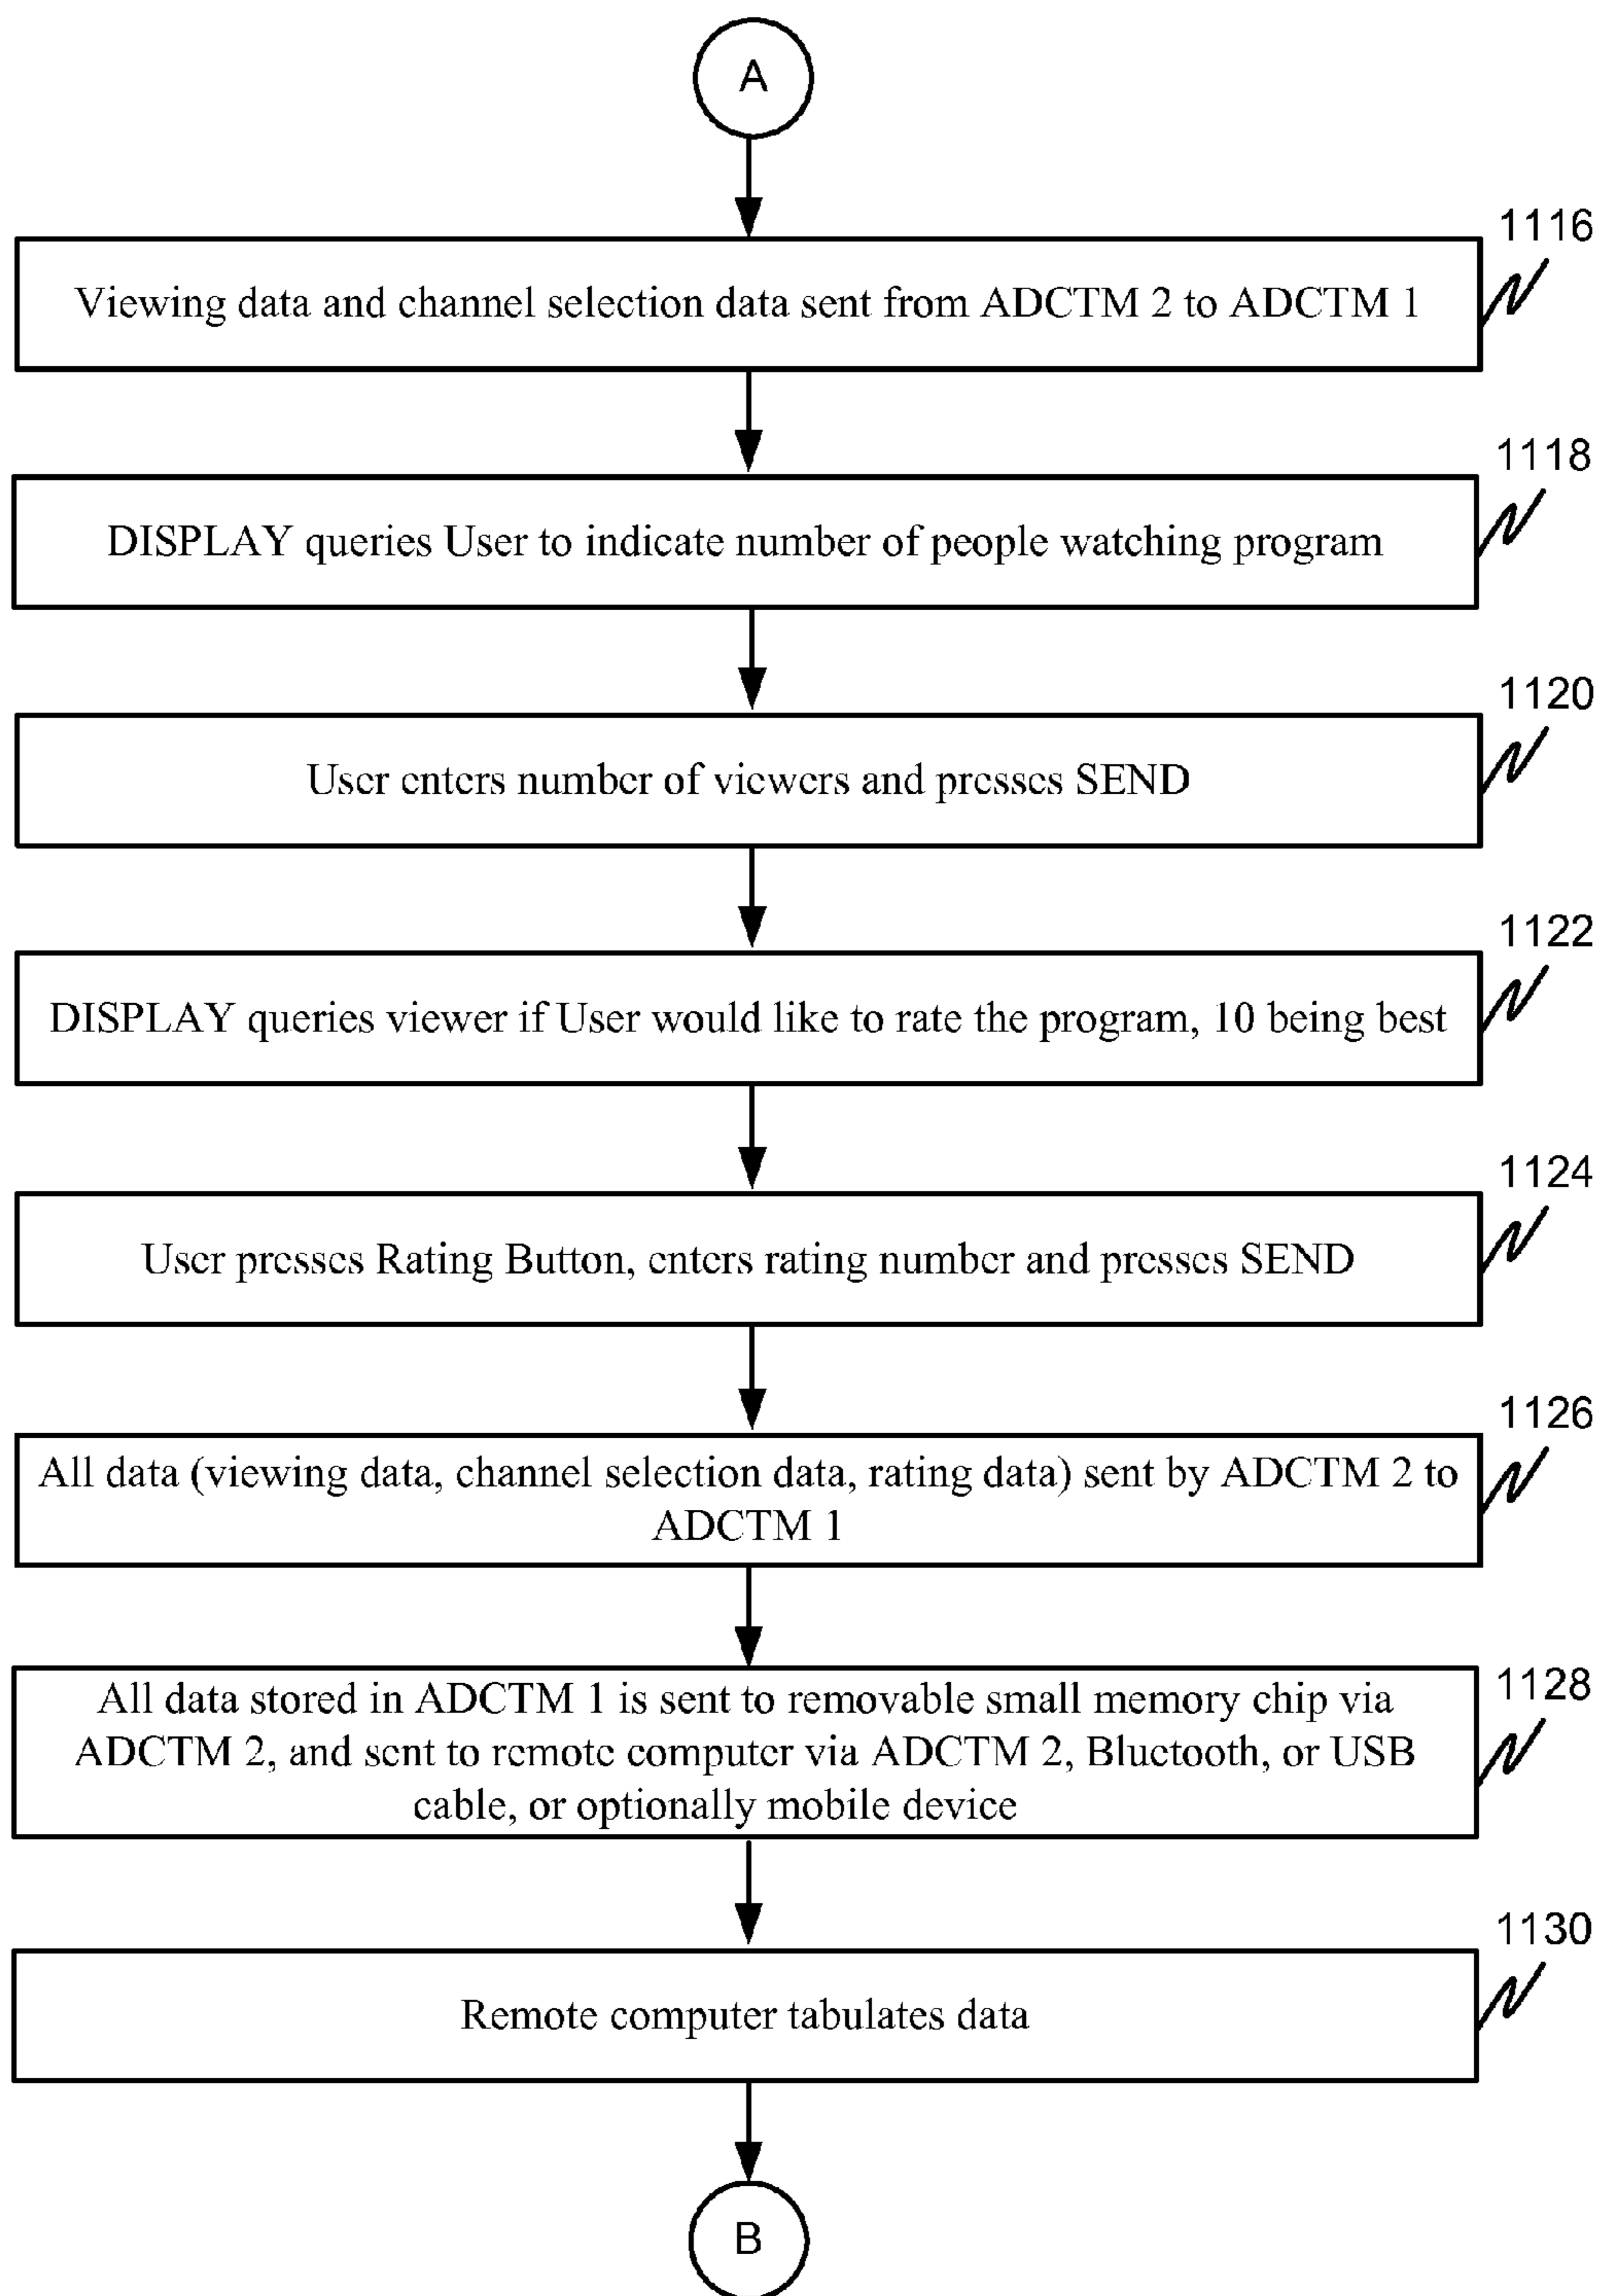 A
1116
Viewing data and channel selection data sent from ADCTM 2 to ADCTM 1
1118
DISPLAY queries User to indicate number of people watching program
1120
User enters number of viewers and presses SEND
1122
DISPLAY queries viewer if User would like to rate the program, 10 being best
1124
User presses Rating Button, enters rating number and presses SEND
1126
All data (viewing data, channel selection data, rating data) sent by ADCTM 2 to
ADCTM 1
1128
All data stored in ADCTM 1 is sent to removable small memory chip via
ADCTM 2, and sent to remote computer via ADCTM 2, Bluetooth, or USB
cable, or optionally mobile device
1130
Remote computer tabulates data
B